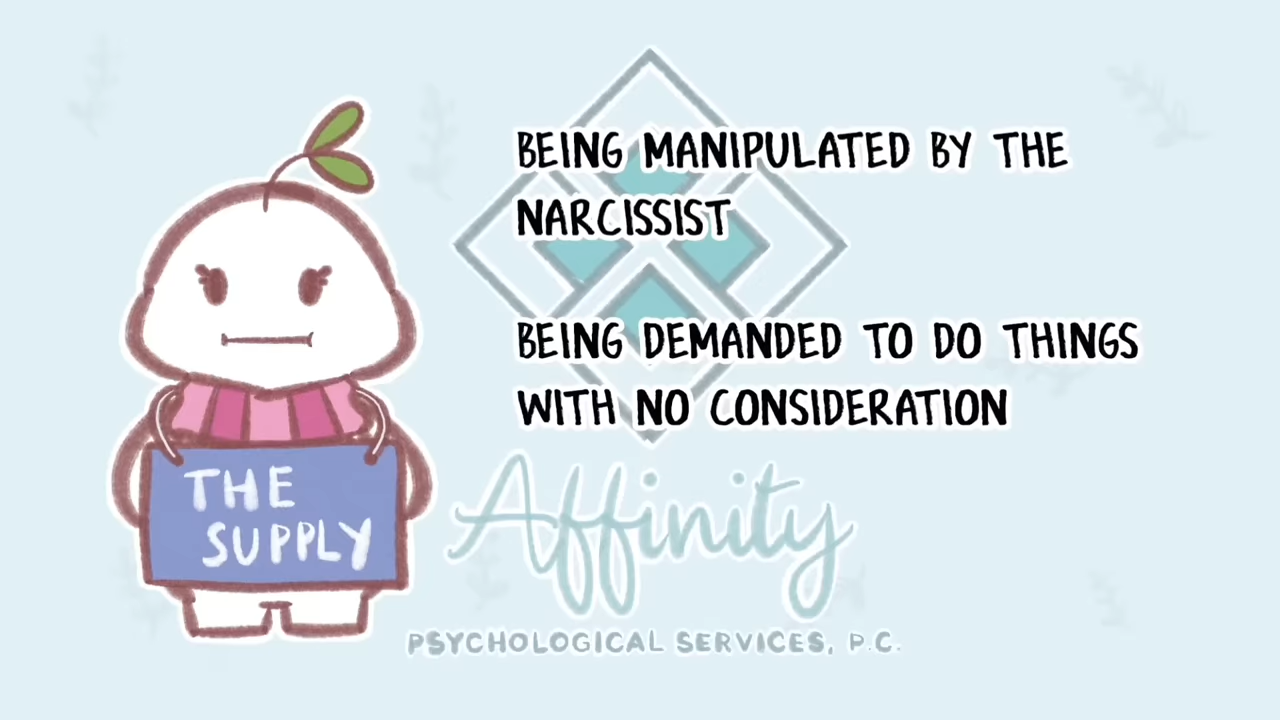 BEING MANIPULATED BY THE
NARCISSIST
BEING DEMANDED TO DO THINGS
WITH NO CONSIDERATION
THE
SUPPLY
Affinity
PSYCHOLOGICAL SERVICES, P.C.